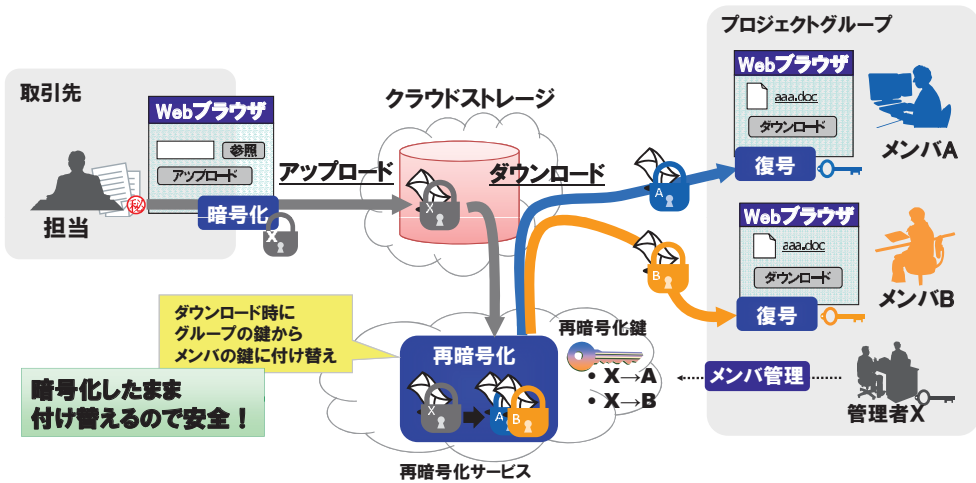 プロジェクトグループ
取引先
Webブラウザ
参照
アップロード
担当
㊙
暗号化
X
アップロード
クラウドストレージ
X
ダウンロード
A
B
Webブラウザ
aaa.doc
ダウンロード
復号
メンバA
Webブラウザ
aaa.doc
ダウンロード
復号
メンバB
ダウンロード時に
グループの鍵から
メンバの鍵に付け替え
暗号化したまま
付け替えるので安全！
再暗号化
X
A
B
再暗号化鍵
• X→A
• X→B
メンバ管理
管理者X
再暗号化サービス